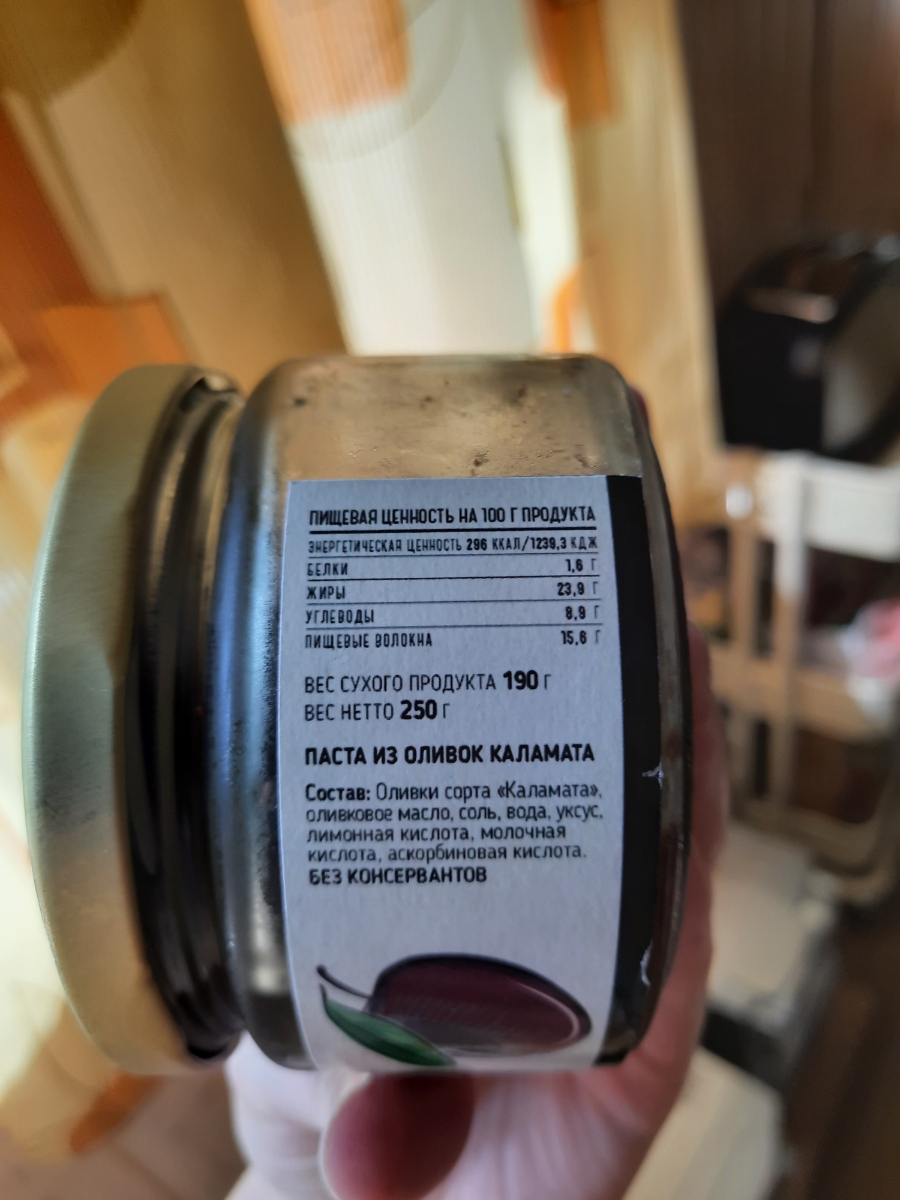 ПИЩЕВАЯ ЦЕННОСТЬ НА 100 Г ПРОДУКТА
ЭНЕРГЕТИЧЕСКАЯ ЦЕННОСТЬ 296 ККАЛ/1239,3 КДЖ
БЕЛКИ 1,6 Г
ЖИРЫ 23,9 Г
УГЛЕВОДЫ 8,9 Г
ПИЩЕВЫЕ ВОЛОКНА 15,6 Г
ВЕС СУХОГО ПРОДУКТА 190 Г
ВЕС НЕТТО 250 Г
ПАСТА ИЗ ОЛИВОК КАЛАМАТА
Состав: Оливки сорта «Каламата»,
оливковое масло, соль, вода, уксус,
лимонная кислота, молочная
кислота, аскорбиновая кислота.
БЕЗ КОНСЕРВАНТОВ